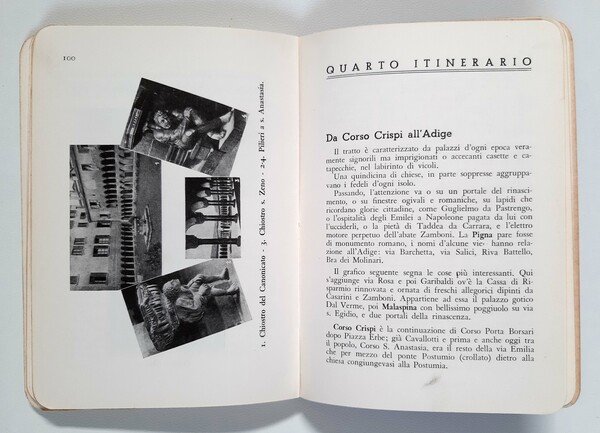 100
1. Chiostro del Canonicato - 3. Chiostro s. Zeno - 24. Pilieri a s. Anastasia.
QUARTO ITINERARIO
Da Corso Crispi all'Adige
Il tratto è caratterizzato da palazzi d'ogni epoca vera-
mente signorili ma imprigionati o accecanti casette e ca-
tapecchie, nel labirinto di vicoli.
Una quindicina di chiese, in parte soppresse aggruppa-
vano i fedeli d'ogni isolo.
Passando, l'attenzione va o su un portale del rinasci-
mento, o su finestre ogivali e romaniche, su lapidi che
ricordano glorie cittadine, come Guglielmo da Pastrengo,
o l'ospitalità degli Emilei a Napoleone pagata da lui con
l'ucciderli, o la pietà di Taddea da Carrara, e l'elettro
motore perpetuo dell'abate Zamboni. La Pigna pare fosse
di monumento romano, i nomi d'alcune vie hanno rela-
zione all'Adige: via Barchetta, via Salici, Riva Battello,
Bra dei Molinari.
Il grafico seguente segna le cose più interessanti. Qui
s'aggiunge via Rosa e poi Garibaldi ov'è la Cassa di Ri-
sparmio rinnovata e ornata di freschi allegorici dipinti da
Casarini e Zamboni. Appartiene ad essa il palazzo gotico
Dal Verme, poi Malaspina con bellissimo poggiuolo su via
s. Egidio, e due portali della rinascenza.
Corso Crispi è la continuazione di Corso Porta Borsari
dopo Piazza Erbe; già Cavallotti e prima e anche oggi tra
il popolo, Corso S. Anastasia, era il resto della via Emilia
che per mezzo del ponte Postumio (crollato) dietro alla
chiesa congiungevasi alla Postumia.